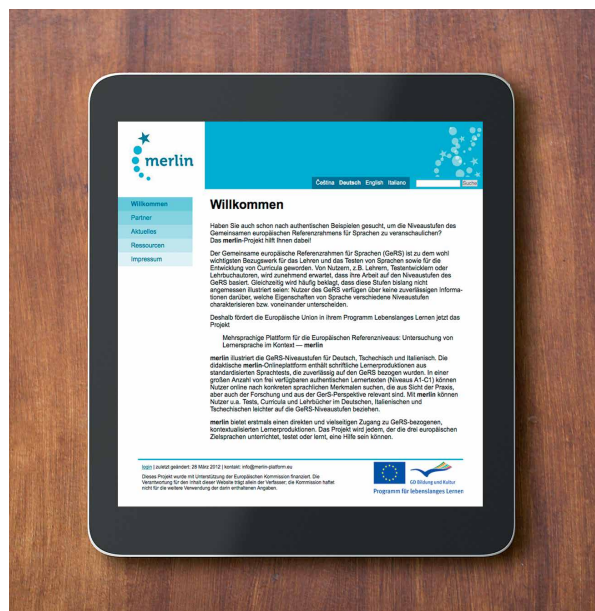 merlin
Čeština Deutsch English Italiano
Suche
Willkommen
Partner
Aktuelles
Ressourcen
Impressum
Willkommen
Haben Sie auch schon nach authentischen Beispielen gesucht, um die Niveaustufen des
Gemeinsamen europäischen Referenzrahmens für Sprachen zu veranschaulichen?
Das merlin-Projekt hilft Ihnen dabei!
Der Gemeinsame europäische Referenzrahmen für Sprachen (GeRS) ist zu dem wohl
wichtigsten Bezugswerk für das Lehren und das Testen von Sprachen sowie für die
Entwicklung von Curricula geworden. Von Nutzern, z.B. Lehrern, Testentwicklern oder
Lehrbuchautoren, wird zunehmend erwartet, dass ihre Arbeit auf den Niveaustufen des
GeRS basiert. Gleichzeitig wird häufig beklagt, dass diese Stufen bislang nicht
angemessen illustriert seien: Nutzer des GeRS verfügen über keine zuverlässigen Informa-
tionen darüber, welche Eigenschaften von Sprache verschiedene Niveaustufen
charakterisieren bzw. voneinander unterscheiden.
Deshalb fördert die Europäische Union in ihrem Programm Lebenslanges Lernen jetzt das
Projekt
Mehrsprachige Plattform für die Europäischen Referenzniveaus: Untersuchung von
Lernersprache im Kontext — merlin
merlin illustriert die GeRS-Niveaustufen für Deutsch, Tschechisch und Italienisch. Die
didaktische merlin-Onlineplattform enthält schriftliche Lernerproduktionen aus
standardisierten Sprachtests, die zuverlässig auf den GeRS bezogen wurden. In einer
großen Anzahl von frei verfügbaren authentischen Lernertexten (Niveaus A1-C1) können
Nutzer online nach konkreten sprachlichen Merkmalen suchen, die aus Sicht der Praxis,
aber auch der Forschung und aus der GerS-Perspektive relevant sind. Mit merlin können
Nutzer u.a. Tests, Curricula und Lehrbücher im Deutschen, Italienischen und
Tschechischen leichter auf die GeRS-Niveaustufen beziehen.
merlin bietet erstmals einen direkten und vielseitigen Zugang zu GeRS-bezogenen,
kontextualisierten Lernerproduktionen. Das Projekt wird jedem, der die drei europäischen
Zielsprachen unterrichtet, testet oder lernt, eine Hilfe sein können.
login | zuletzt geändert: 28 März 2012 | kontakt: info@merlin-platform.eu
Dieses Projekt wurde mit Unterstützung der Europäischen Kommission finanziert. Die
Verantwortung für den Inhalt dieser Website trägt allein der Verfasser; die Kommission haftet
nicht für die weitere Verwendung der darin enthaltenen Angaben.
GD Bildung und Kultur
Programm für lebenslanges Lernen